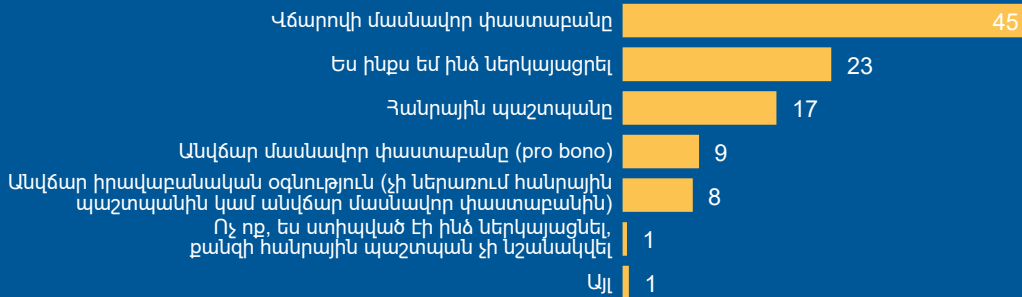 Վճարովի մասնավոր փաստաբանը 45
Ես ինքս եմ ինձ ներկայացրել 23
Հանրային պաշտպանը 17
Անվճար մասնավոր փաստաբանը (pro bono) 9
Անվճար իրավաբանական օգնություն (չի ներառում հանրային
պաշտպանին կամ անվճար մասնավոր փաստաբանին) 8
Ոչ ոք, ես ստիպված էի ինձ ներկայացնել,
քանզի հանրային պաշտպան չի նշանակվել 1
Այլ 1